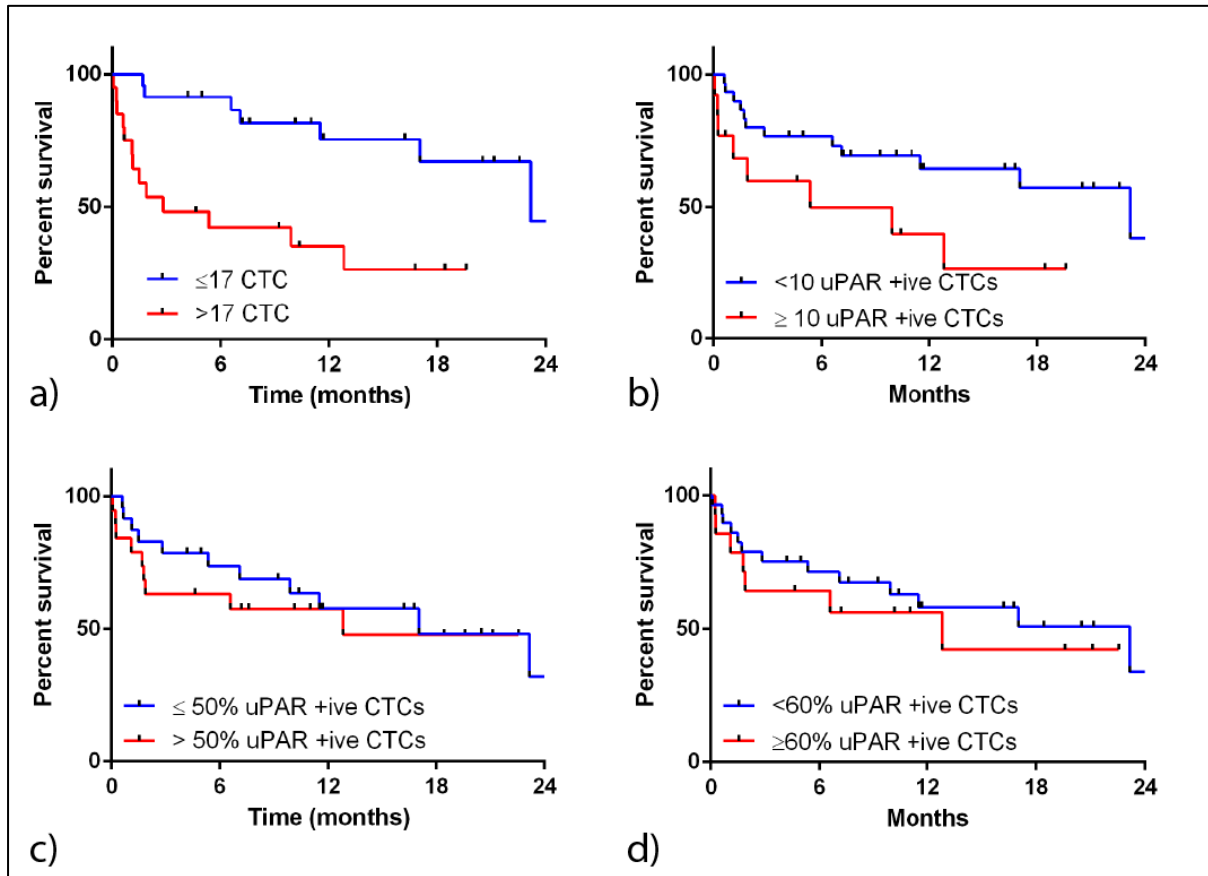 Percent survival
100
50
0
≤17 CTC
>17 CTC
0 6 12 18 24
Time (months)
a)
Percent survival
100
50
0
<10 uPAR +ive CTCs
≥ 10 uPAR +ive CTCs
0 6 12 18 24
Months
b)
Percent survival
100
50
0
≤ 50% uPAR +ive CTCs
> 50% uPAR +ive CTCs
0 6 12 18 24
Time (months)
c)
Percent survival
100
50
0
<60% uPAR +ive CTCs
≥60% uPAR +ive CTCs
0 6 12 18 24
Months
d)